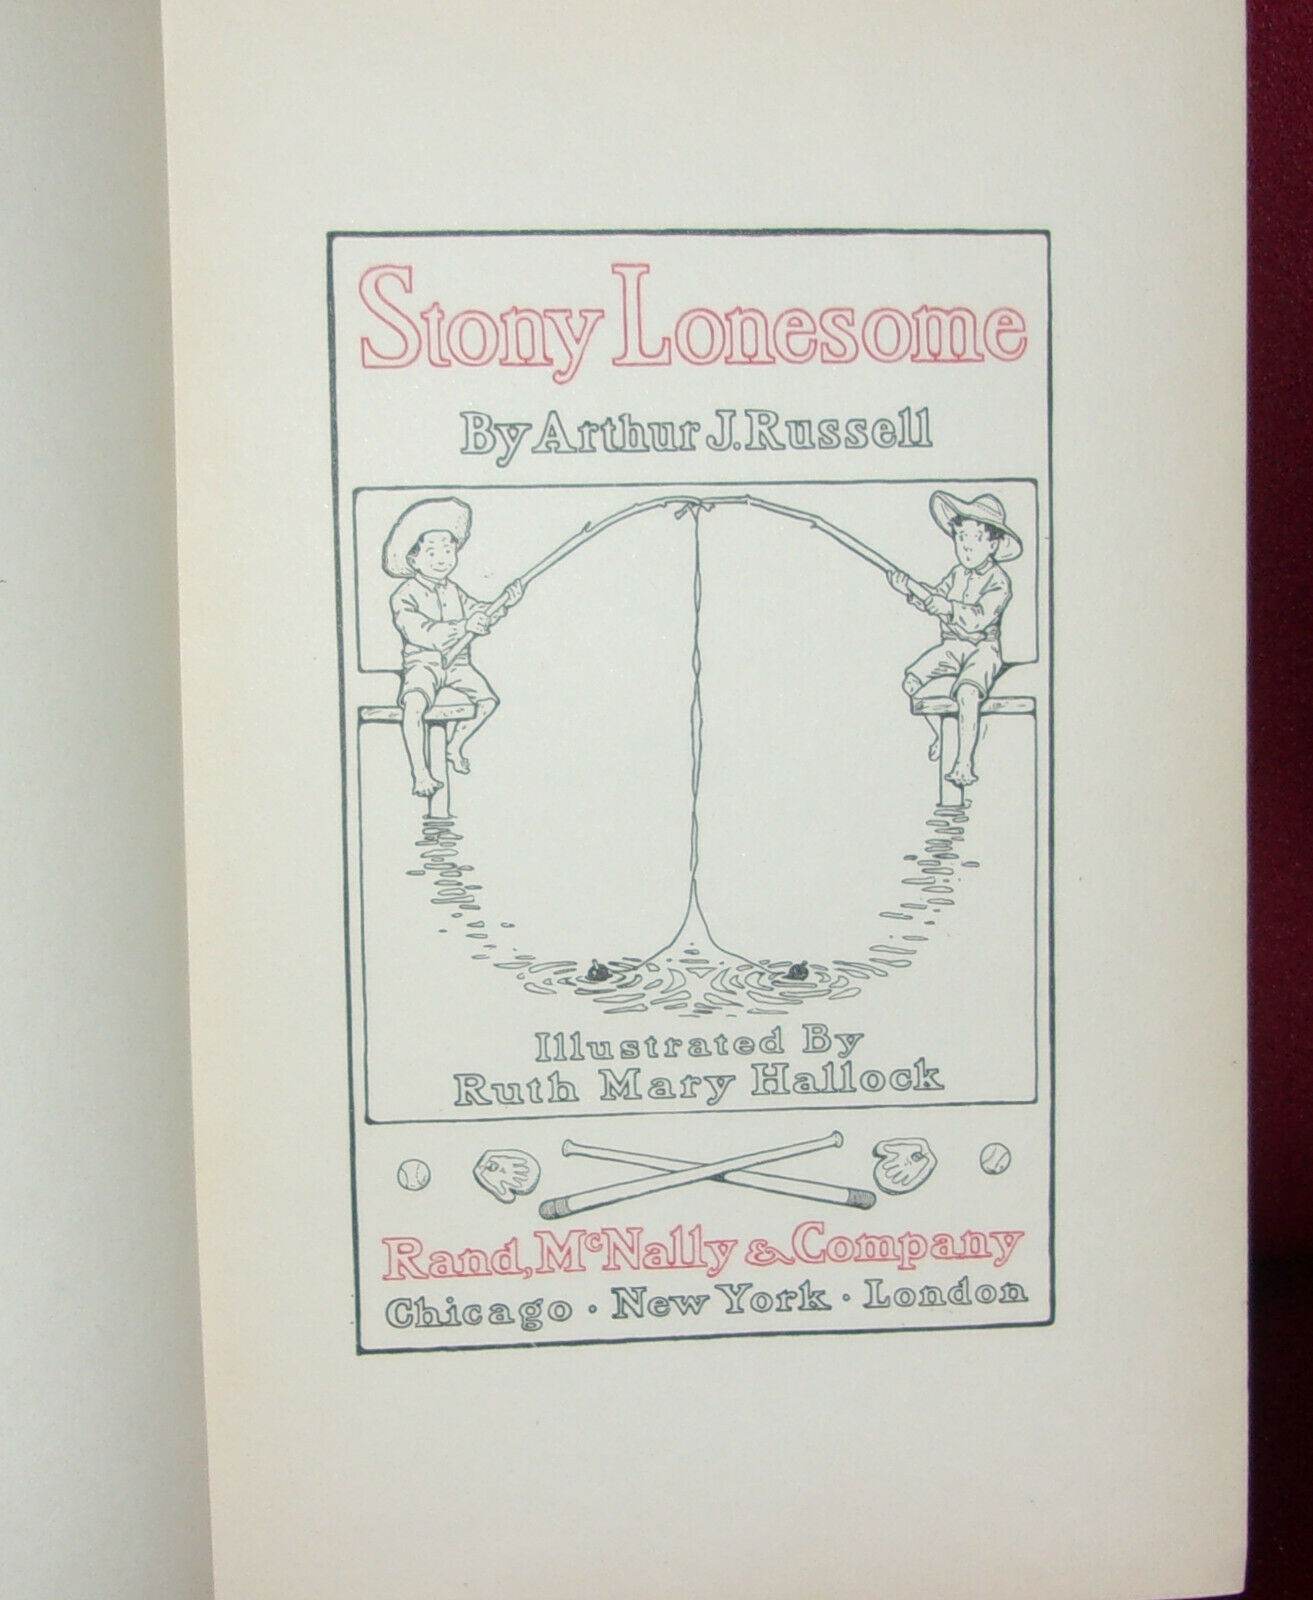 Stony Lonesome
By Arthur J. Russell
Illustrated By
Ruth Mary Hallock
Rand, McNally & Company
Chicago · New York · London